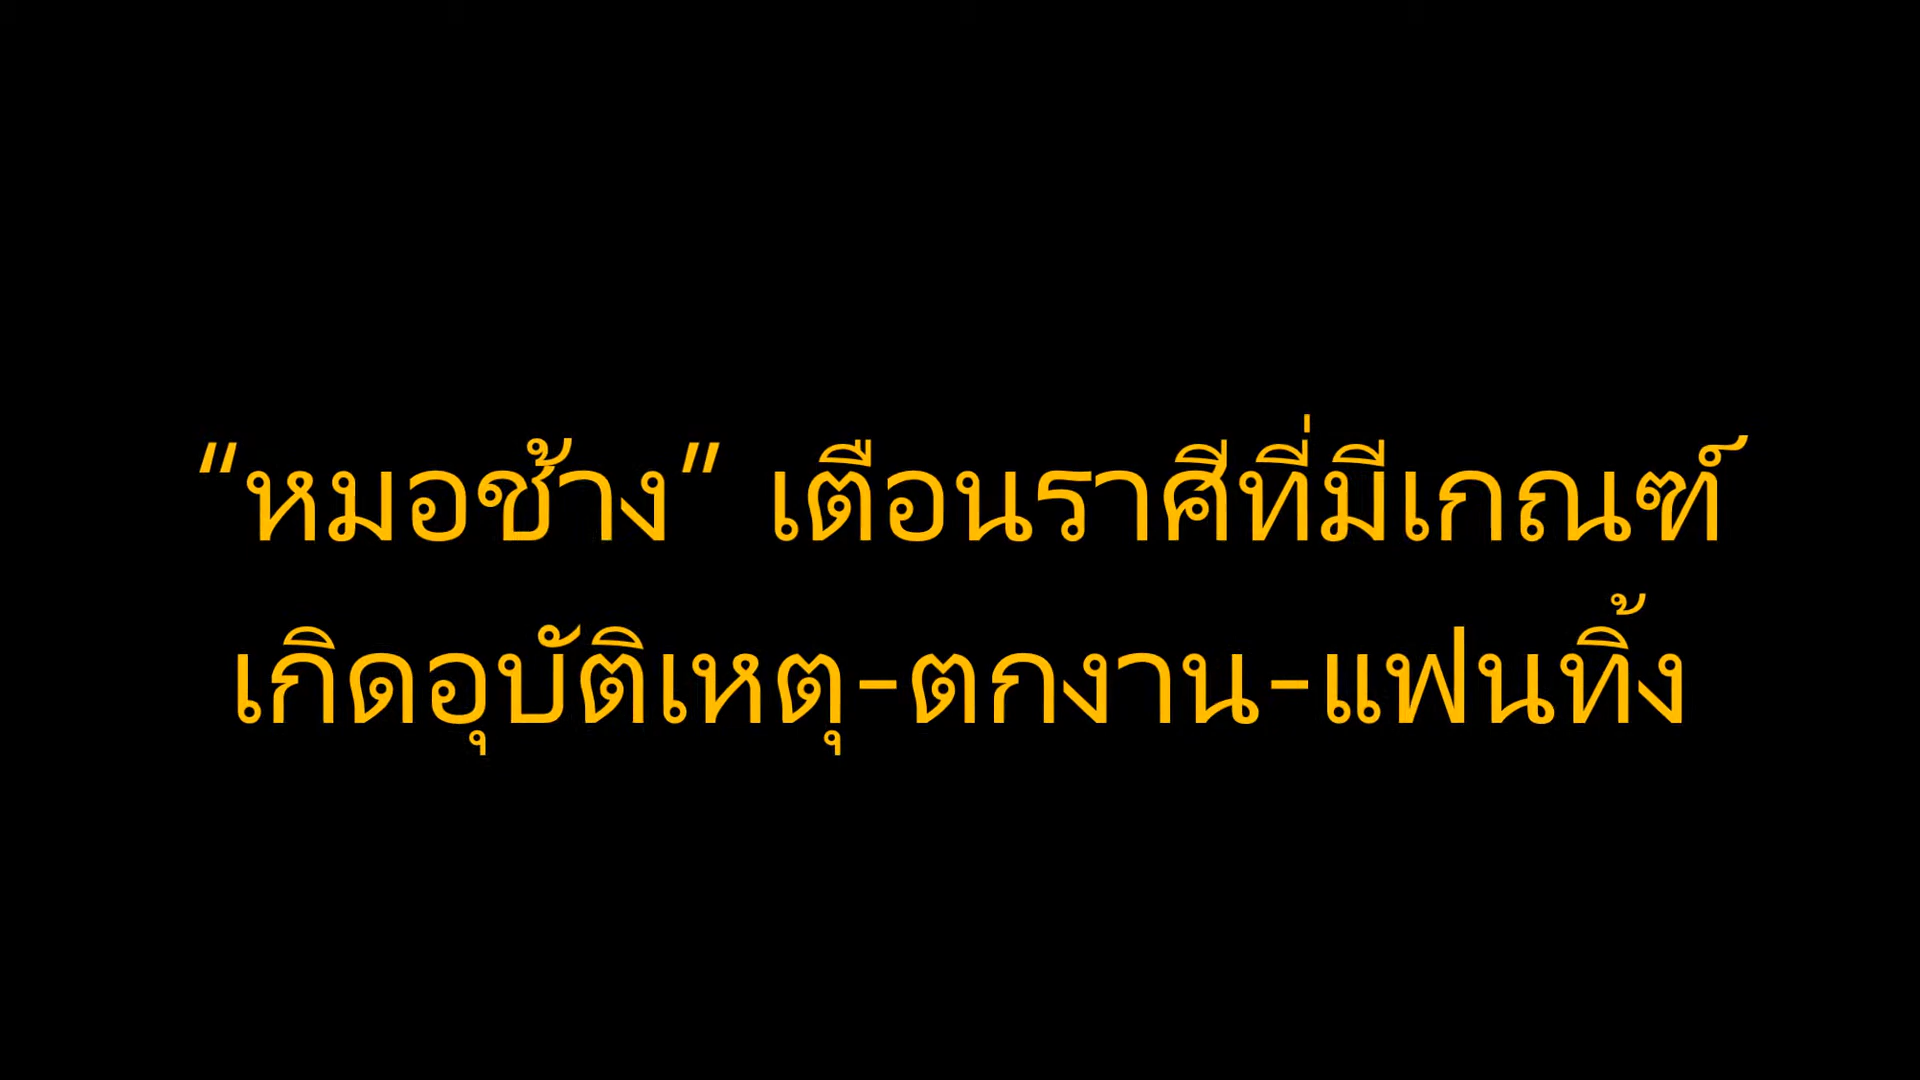 “หมอช้าง” เตือนราศีที่มีเกณฑ์
เกิดอุบัติเหตุ-ตกงาน-แฟนทิ้ง